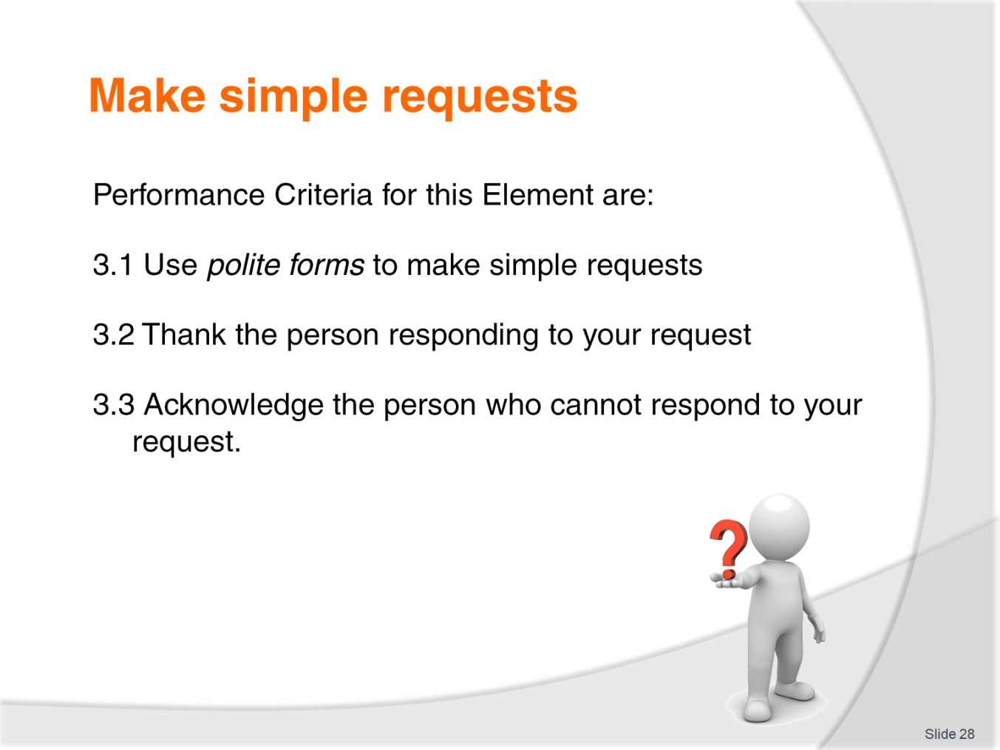 Make simple requests
Performance Criteria for this Element are:
3.1 Use polite forms to make simple requests
3.2 Thank the person responding to your request
3.3 Acknowledge the person who cannot respond to your
request.
?
Slide 28